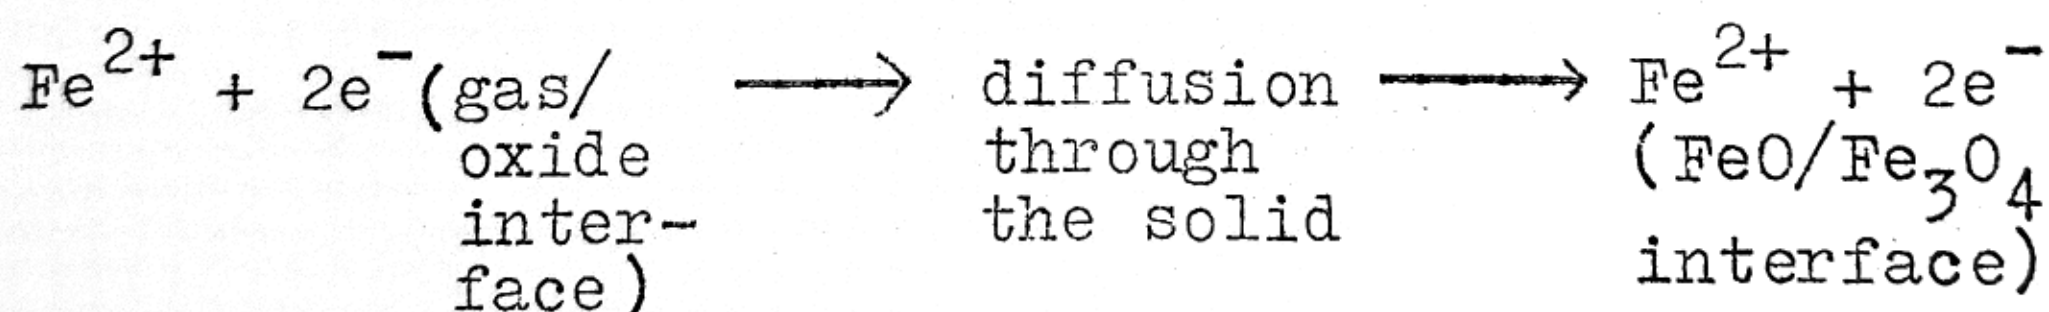 Fe²⁺ + 2e⁻ (gas/ ⟶ diffusion ⟶ Fe²⁺ + 2e⁻
oxide through (FeO/Fe₃O₄
inter- the solid interface)
face)